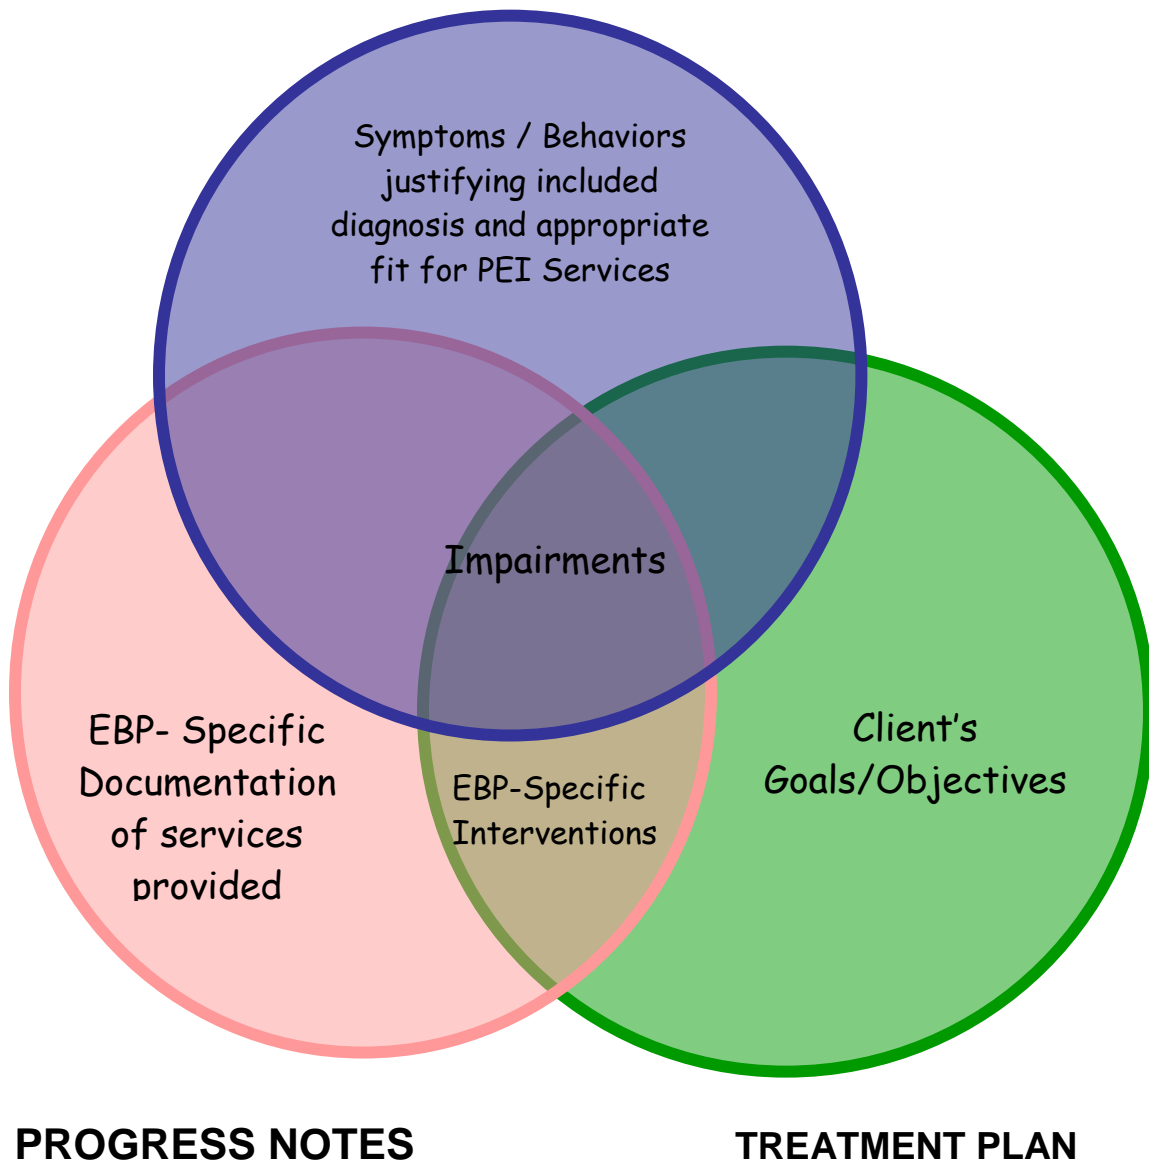 Symptoms / Behaviors
justifying included
diagnosis and appropriate
fit for PEI Services
Impairments
EBP- Specific
Documentation
of services
provided
EBP-Specific
Interventions
Client's
Goals/Objectives
PROGRESS NOTES
TREATMENT PLAN